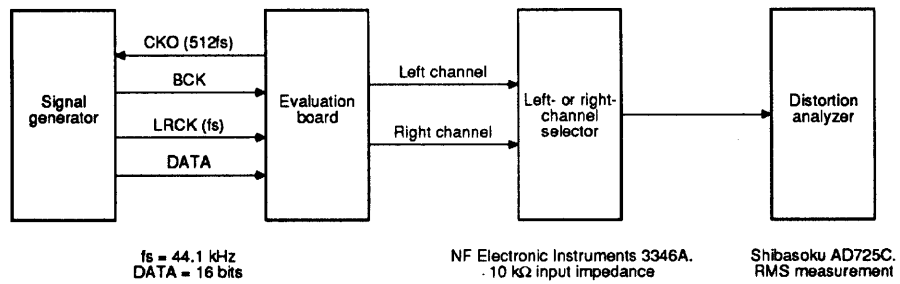 CKO (512fs)
BCK
LRCK (fs)
DATA
Signal
generator
Evaluation
board
Left channel
Right channel
Left- or right-
channel
selector
Distortion
analyzer
fs = 44.1 kHz
DATA = 16 bits
NF Electronic Instruments 3346A.
10 kΩ input impedance
Shibasoku AD725C.
RMS measurement